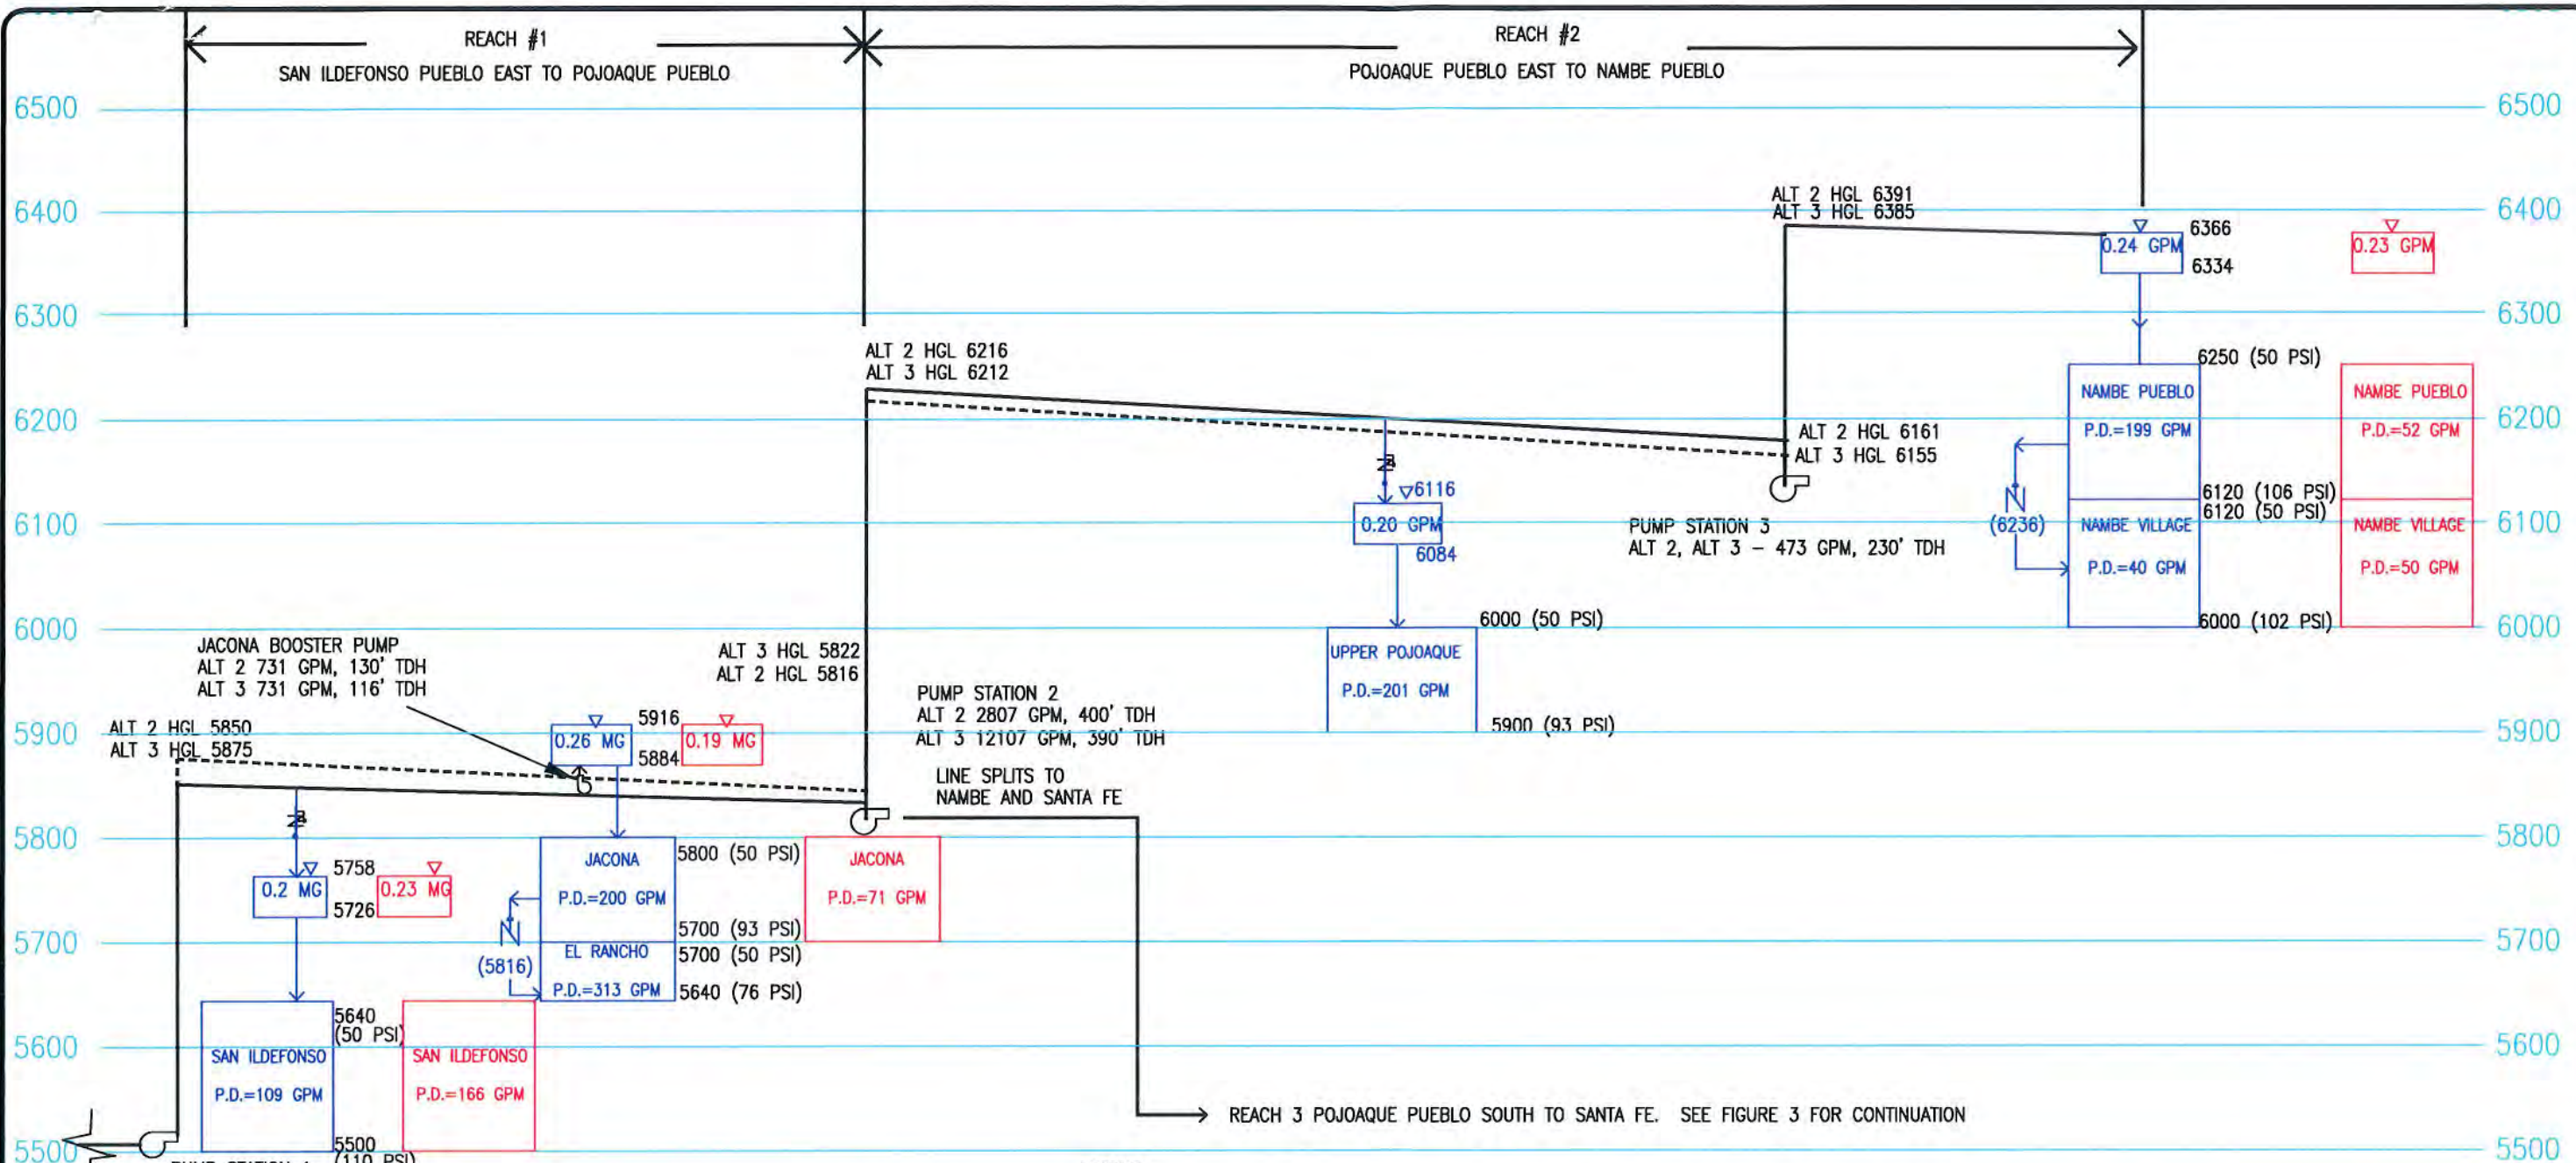 REACH #1
SAN ILDEFONSO PUEBLO EAST TO POJOAQUE PUEBLO
REACH #2
POJOAQUE PUEBLO EAST TO NAMBE PUEBLO
6500
6500
6400
6400
6300
6300
6200
6200
6100
6100
6000
6000
5900
5900
5800
5800
5700
5700
5600
5600
5500
5500
ALT 2 HGL 6391
ALT 3 HGL 6385
0.24 GPM
6366
6334
0.23 GPM
ALT 2 HGL 6216
ALT 3 HGL 6212
6250 (50 PSI)
NAMBE PUEBLO
P.D.=199 GPM
NAMBE PUEBLO
P.D.=52 GPM
ALT 2 HGL 6161
ALT 3 HGL 6155
6116
0.20 GPM
6084
PUMP STATION 3
ALT 2, ALT 3 – 473 GPM, 230' TDH
(6236)
6120 (106 PSI)
6120 (50 PSI)
NAMBE VILLAGE
P.D.=40 GPM
NAMBE VILLAGE
P.D.=50 GPM
6000 (102 PSI)
6000 (50 PSI)
UPPER POJOAQUE
P.D.=201 GPM
5900 (93 PSI)
JACONA BOOSTER PUMP
ALT 2 731 GPM, 130' TDH
ALT 3 731 GPM, 116' TDH
ALT 3 HGL 5822
ALT 2 HGL 5816
PUMP STATION 2
ALT 2 2807 GPM, 400' TDH
ALT 3 12107 GPM, 390' TDH
ALT 2 HGL 5850
ALT 3 HGL 5875
0.26 MG
5916
5884
0.19 MG
LINE SPLITS TO
NAMBE AND SANTA FE
0.2 MG
5758
5726
0.23 MG
JACONA
P.D.=200 GPM
5800 (50 PSI)
5700 (93 PSI)
JACONA
P.D.=71 GPM
EL RANCHO
P.D.=313 GPM
5700 (50 PSI)
5640 (76 PSI)
(5816)
5640
(50 PSI)
SAN ILDEFONSO
P.D.=109 GPM
SAN ILDEFONSO
P.D.=166 GPM
5500
(110 PSI)
REACH 3 POJOAQUE PUEBLO SOUTH TO SANTA FE. SEE FIGURE 3 FOR CONTINUATION